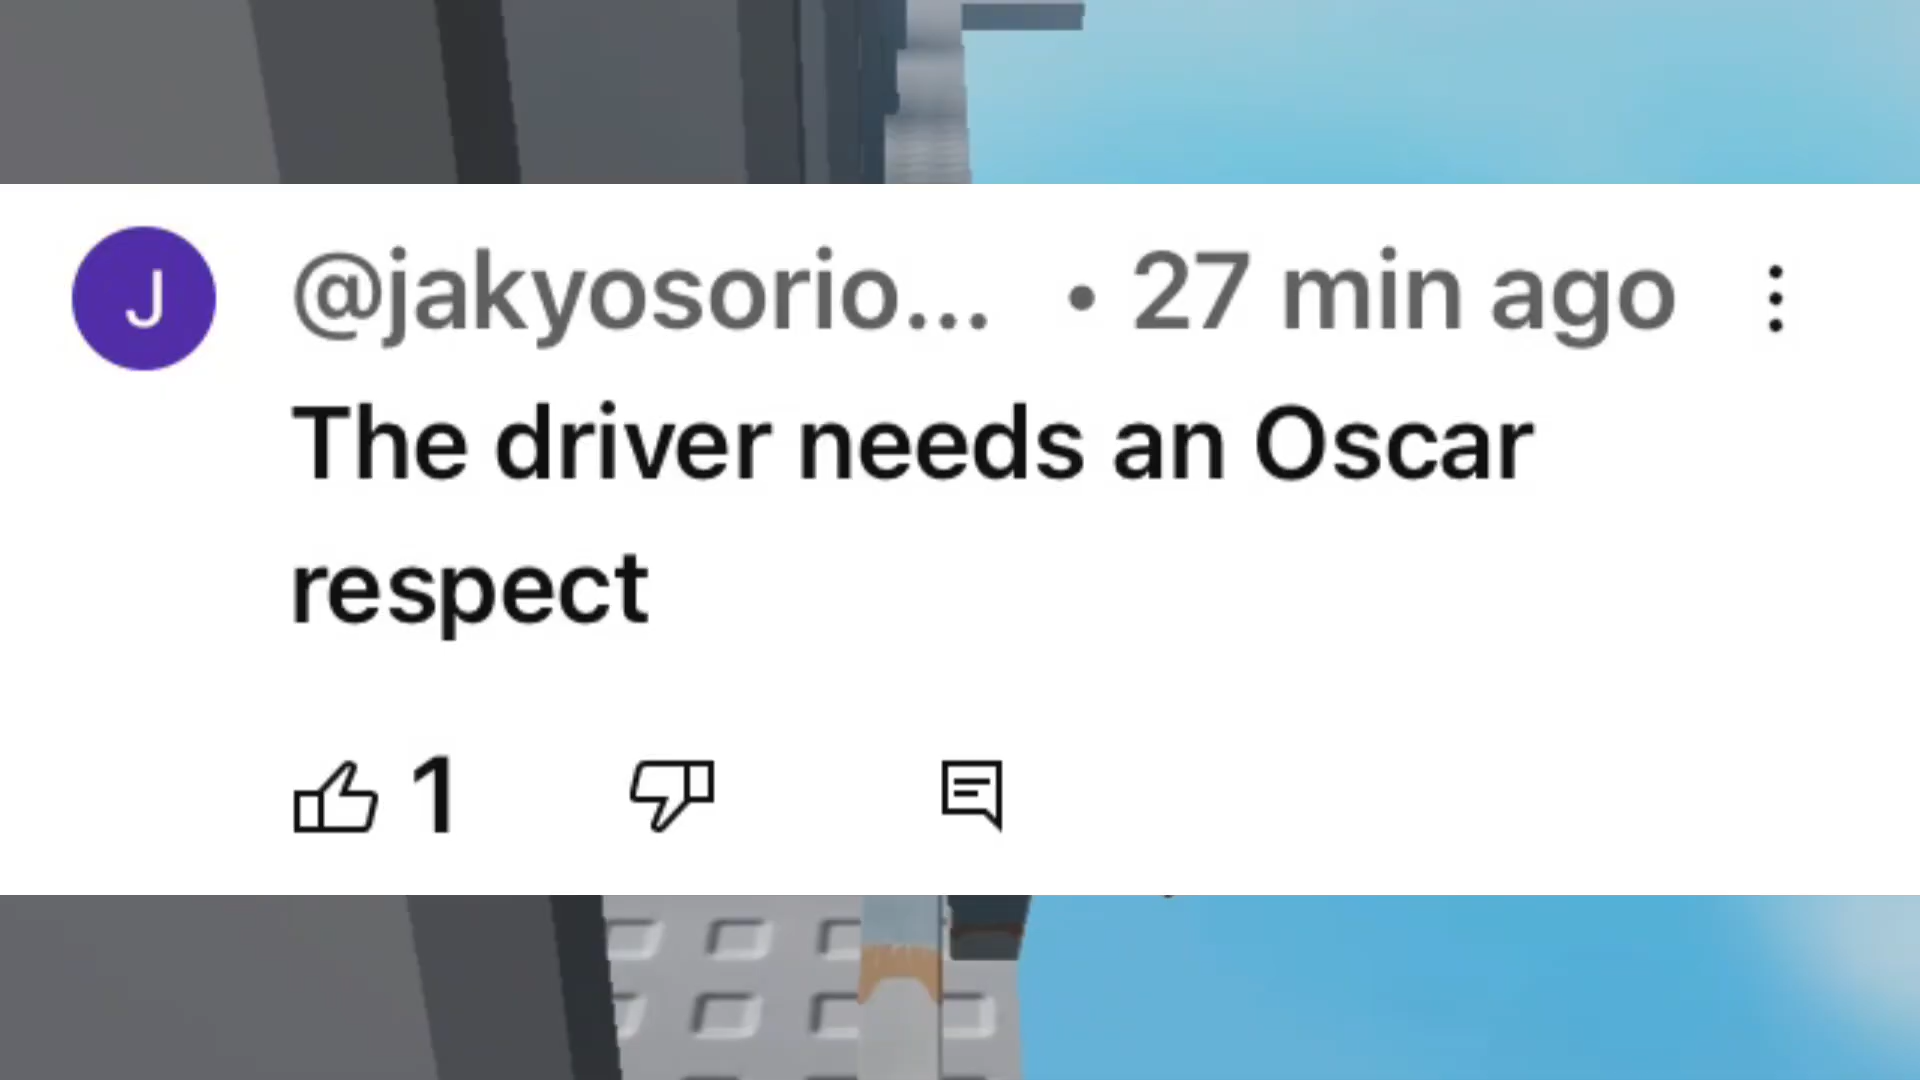 J
@jakyosorio... • 27 min ago
The driver needs an Oscar
respect
1